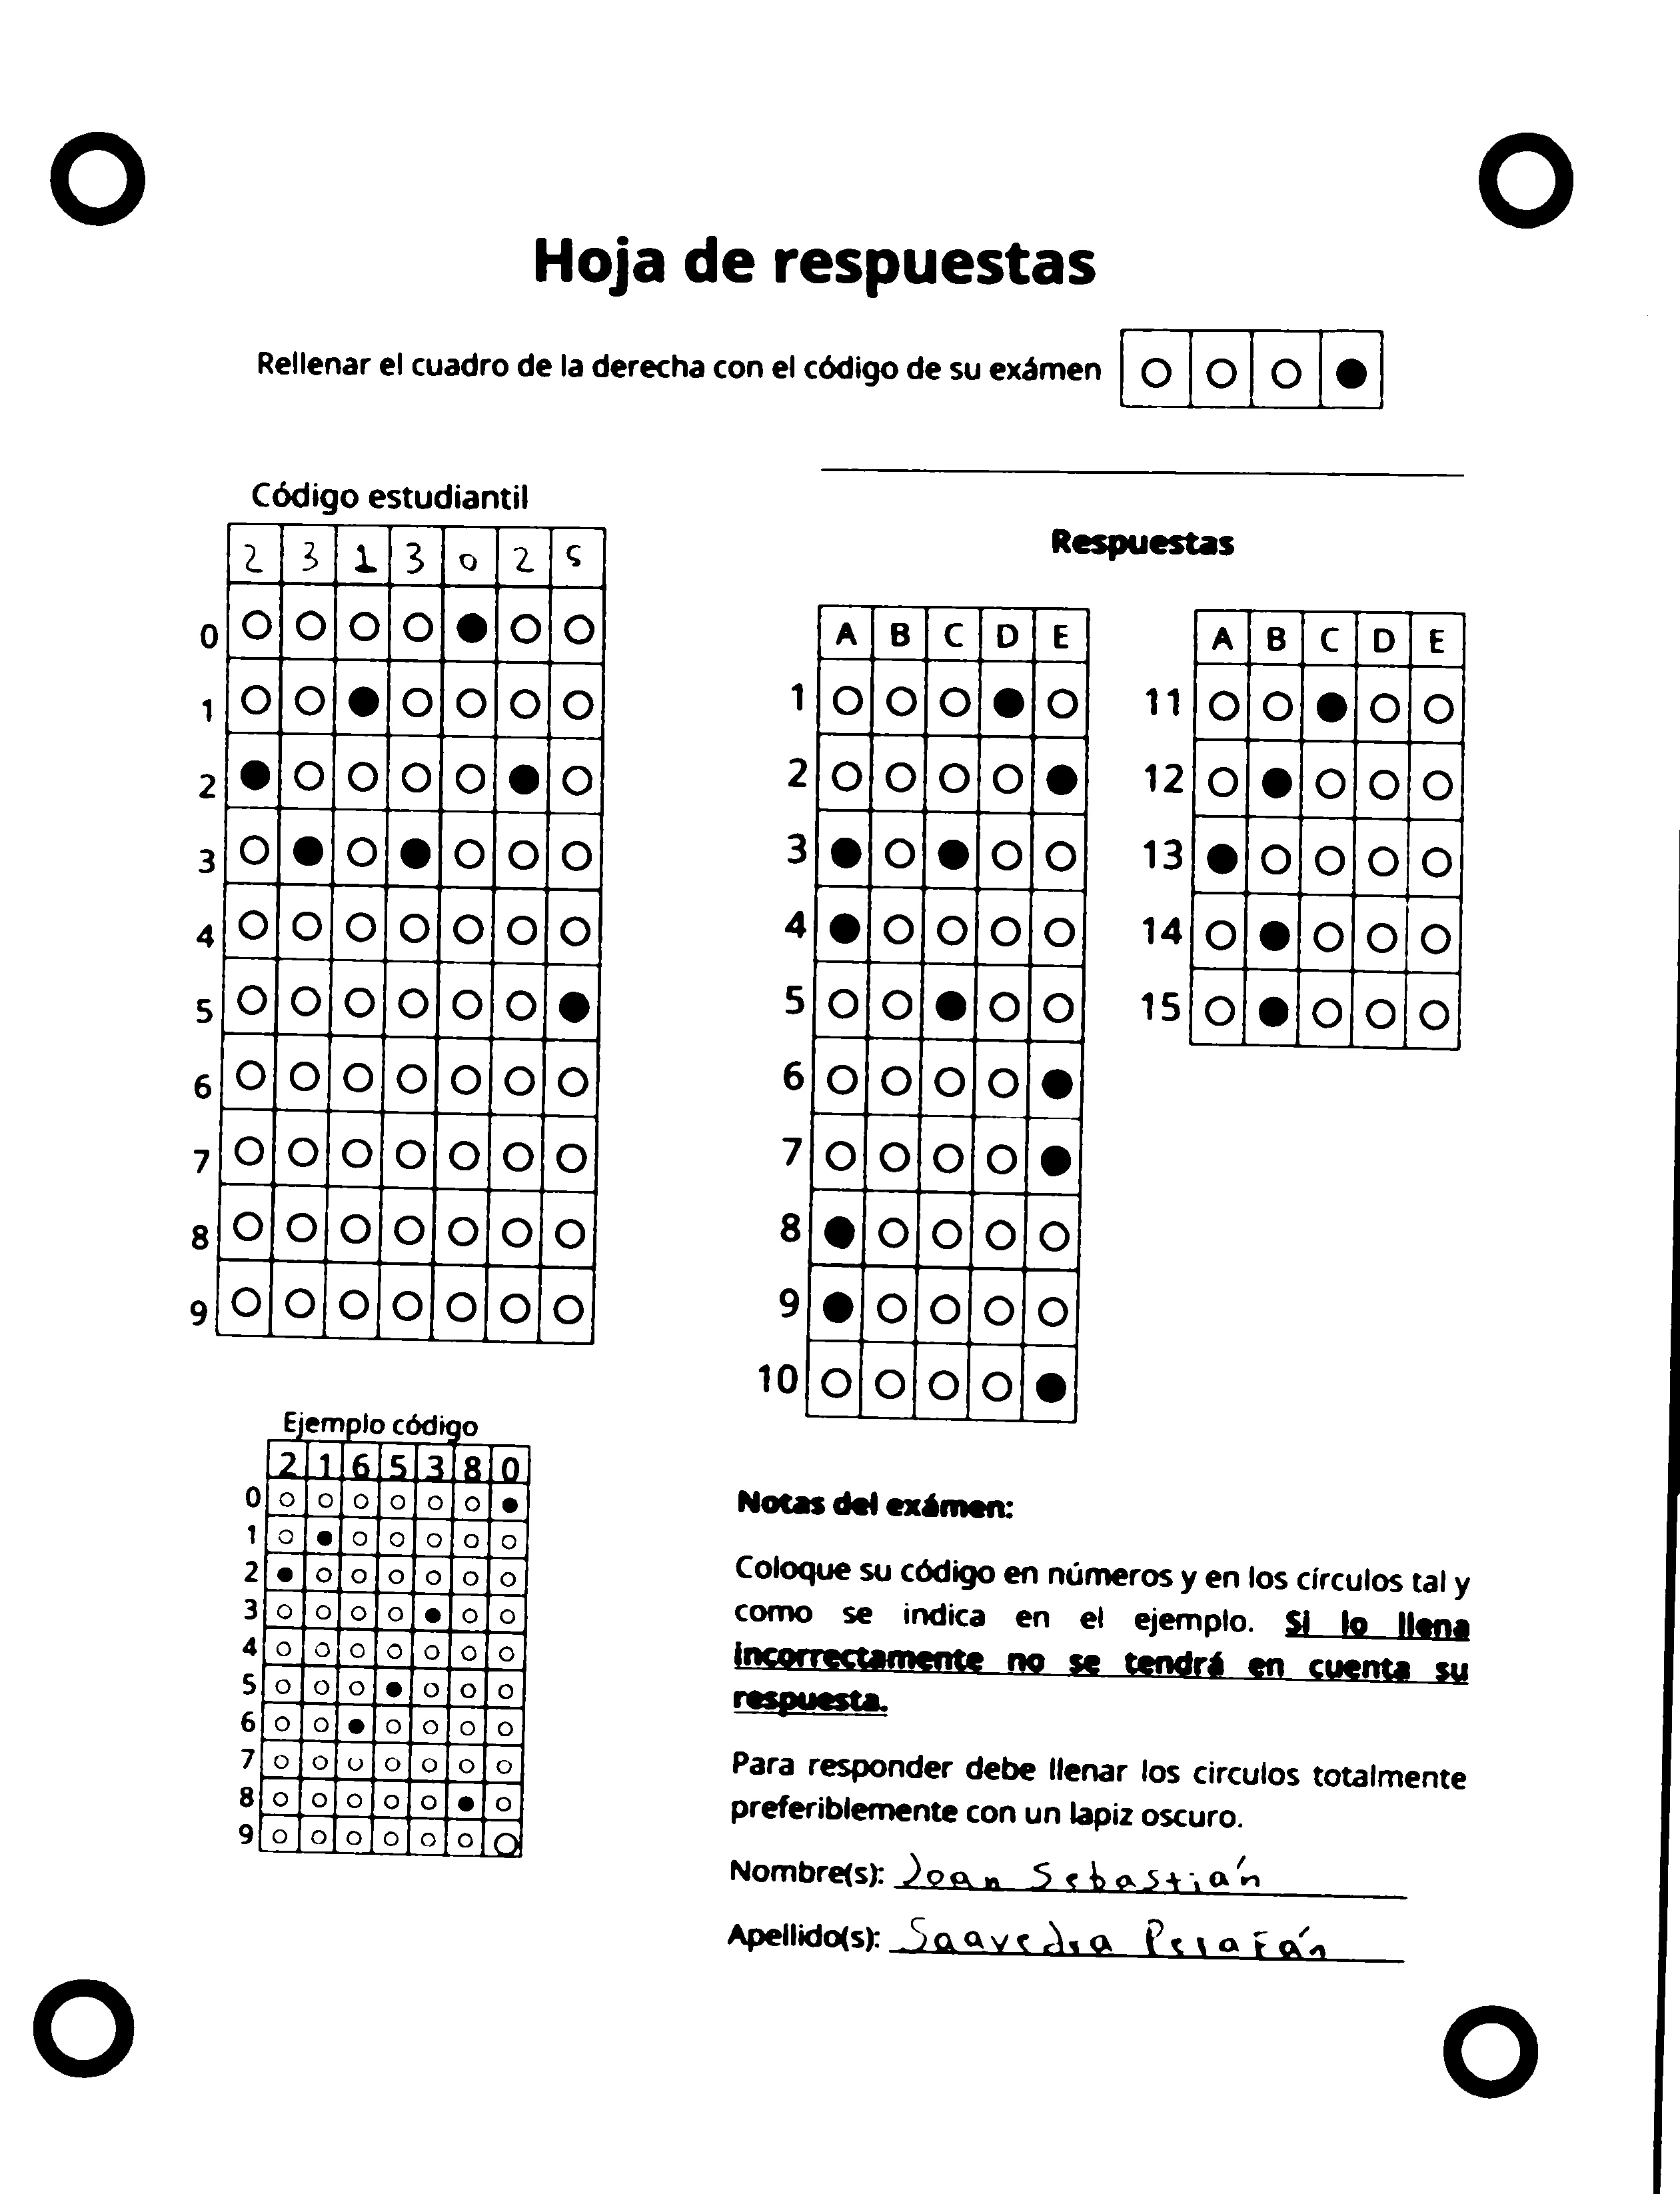 Hoja de respuestas
Rellenar el cuadro de la derecha con el código de su exámen
Código estudiantil
2 3 1 3 0 2 5
0
1
2
3
4
5
6
7
8
9
Respuestas
A B C D E
1
2
3
4
5
6
7
8
9
10
A B C D E
11
12
13
14
15
Ejemplo código
2 1 6 5 3 8 0
0
1
2
3
4
5
6
7
8
9
Notas del exámen:
Coloque su código en números y en los círculos tal y
como se indica en el ejemplo. Si lo llena
incorrectamente no se tendrá en cuenta su
respuesta.
Para responder debe llenar los circulos totalmente
preferiblemente con un lapiz oscuro.
Nombre(s): Joan Sebastián
Apellido(s): Saavedra Perafán